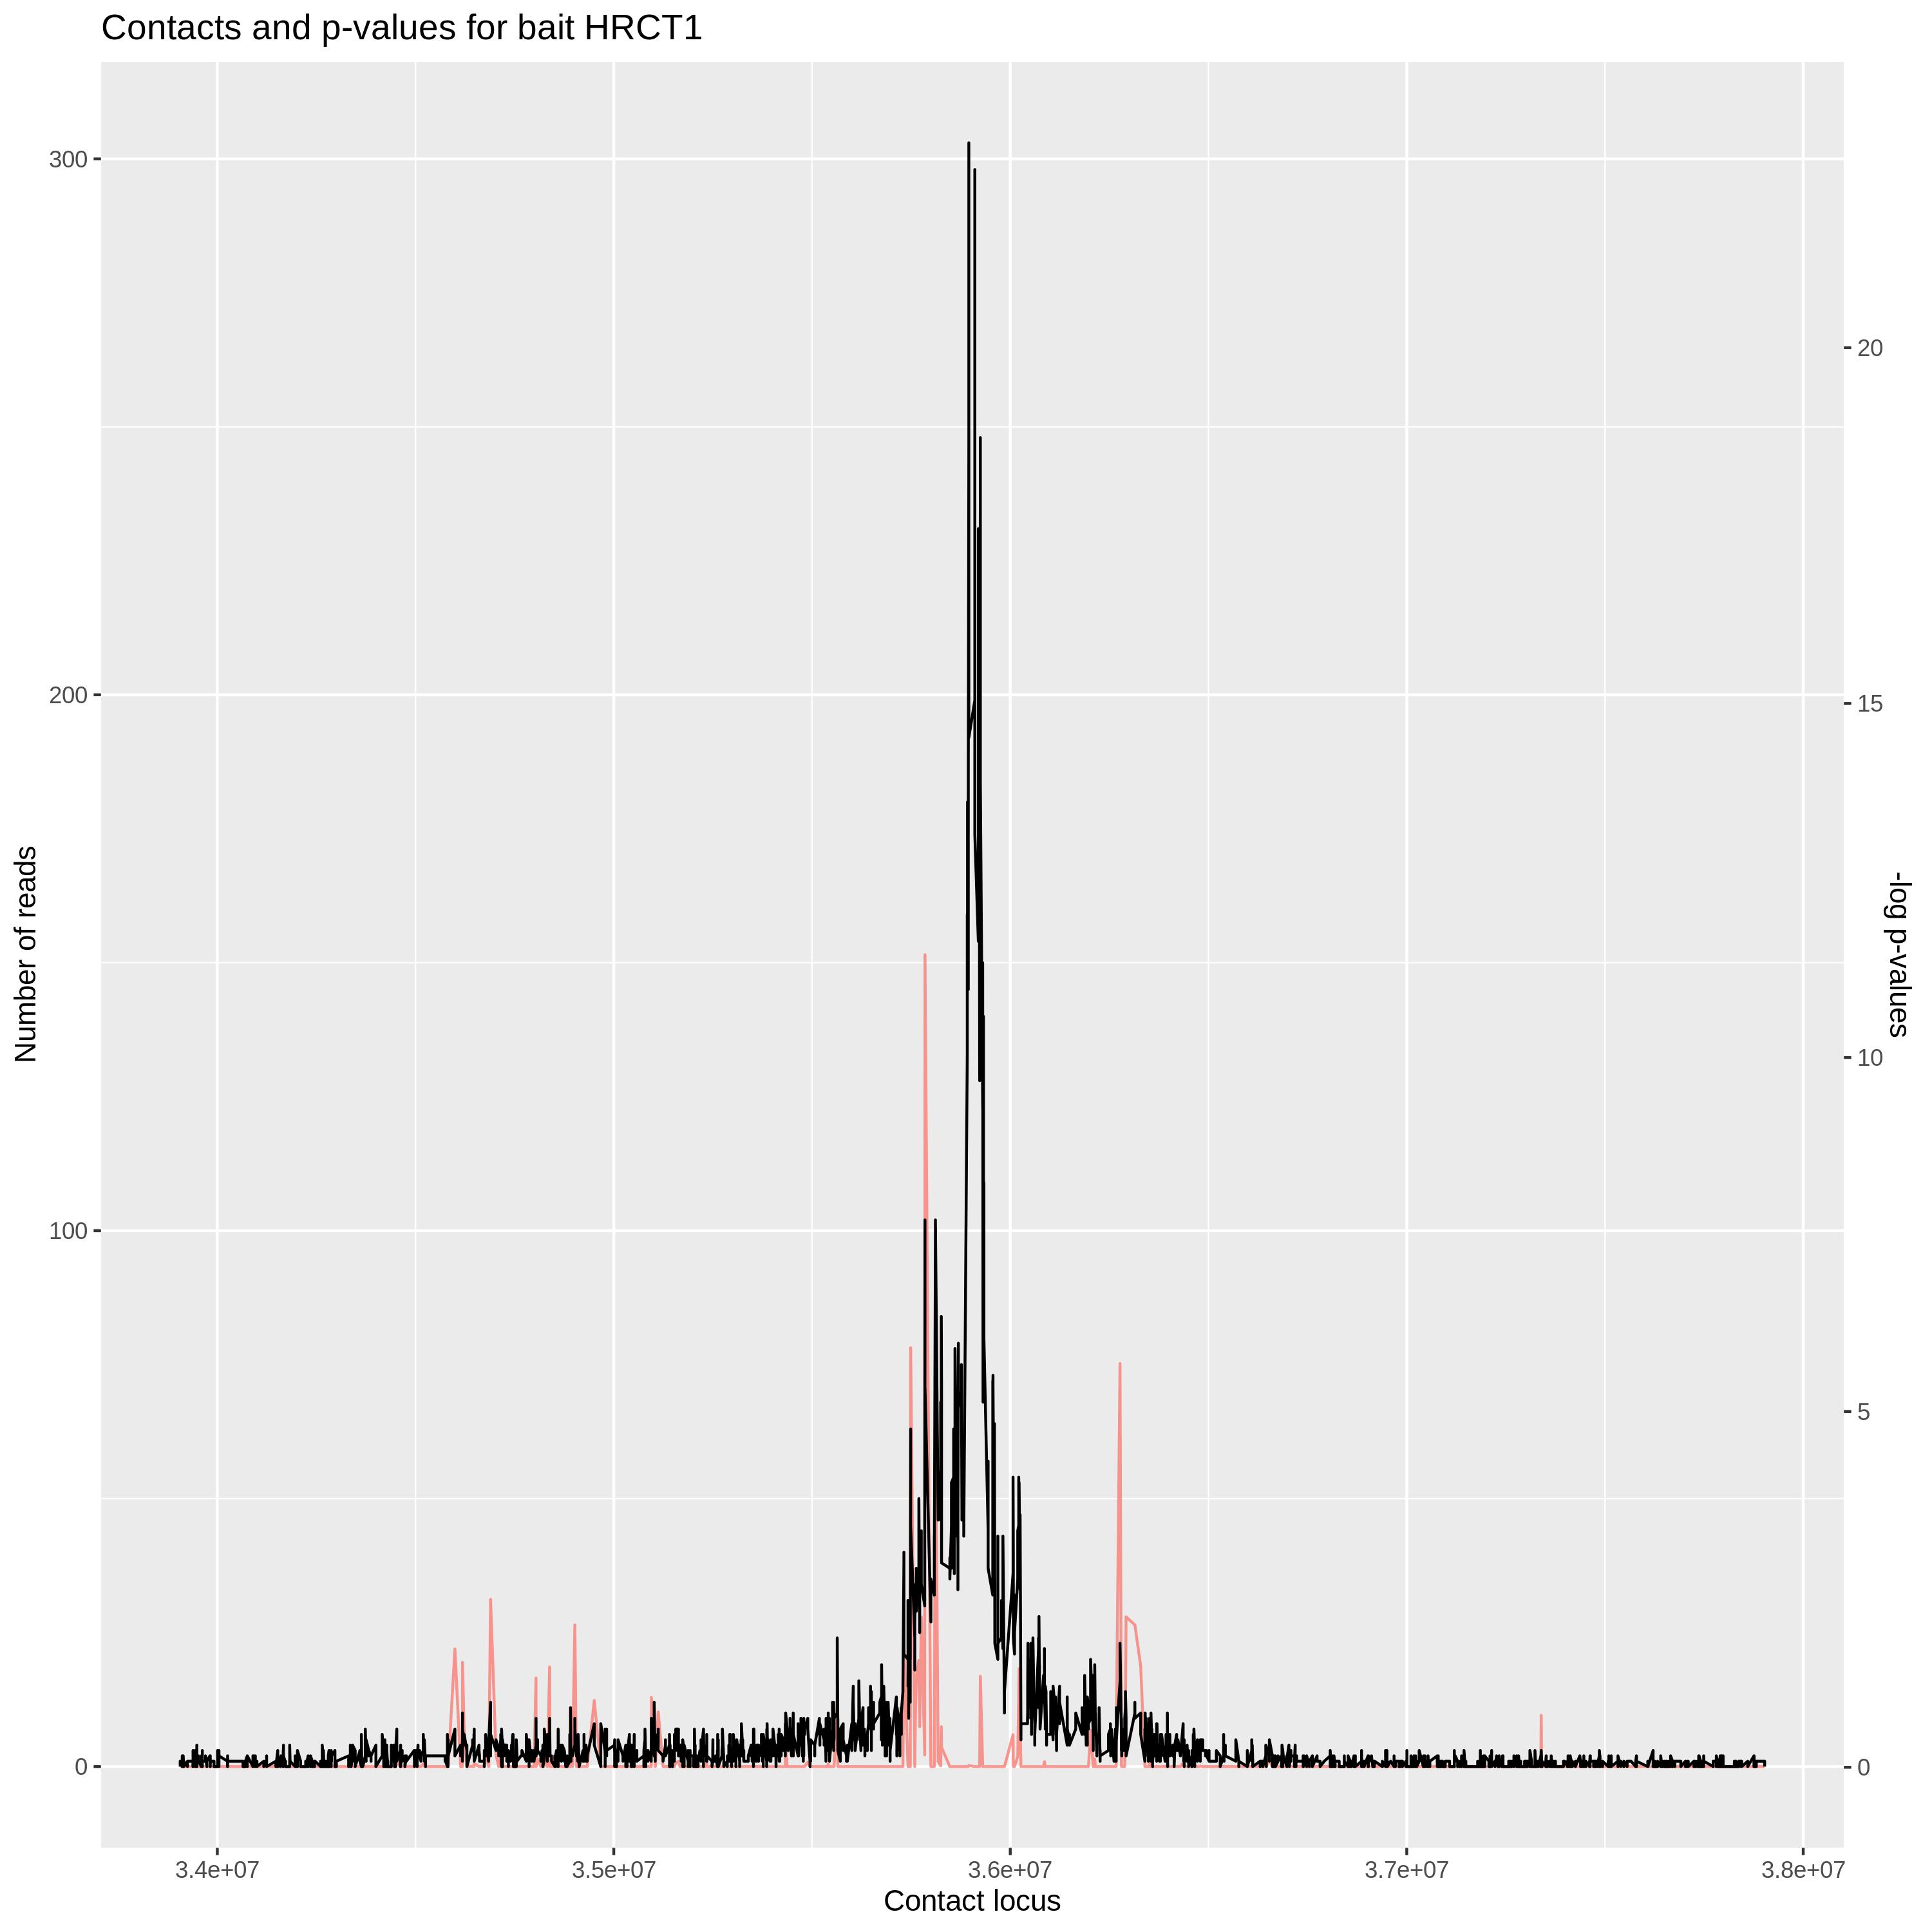 Contacts and p-values for bait HRCT1
300
200
100
0
Number of reads
20
15
10
5
0
-log p-values
3.4e+07 3.5e+07 3.6e+07 3.7e+07 3.8e+07
Contact locus